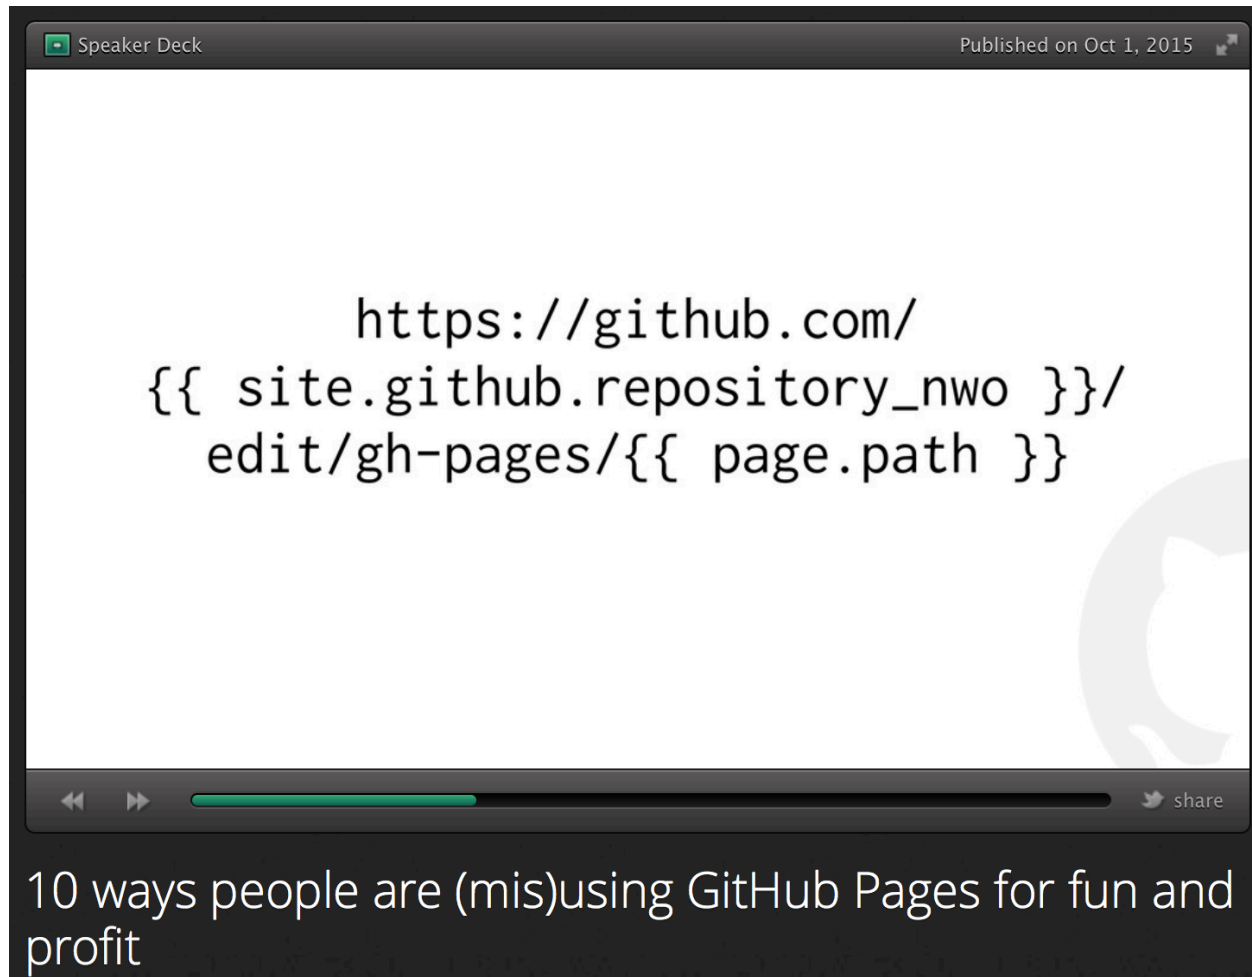 Speaker Deck
Published on Oct 1, 2015
https://github.com/
{{ site.github.repository_nwo }}/
edit/gh-pages/{{ page.path }}
share
10 ways people are (mis)using GitHub Pages for fun and
profit